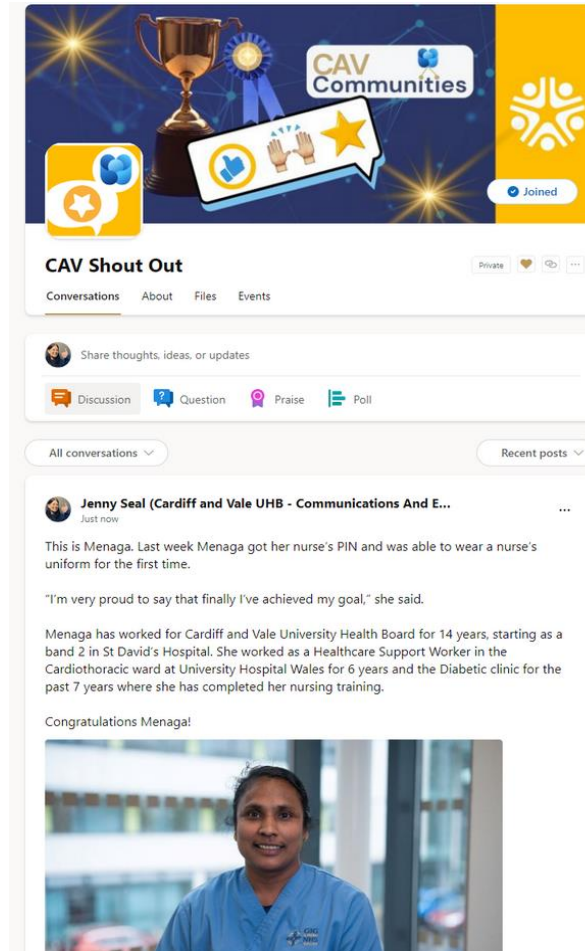 CAV
Communities
Joined
CAV Shout Out
Private
Conversations About Files Events
Share thoughts, ideas, or updates
Discussion Question Praise Poll
All conversations Recent posts
Jenny Seal (Cardiff and Vale UHB - Communications And E...
Just now
This is Menaga. Last week Menaga got her nurse's PIN and was able to wear a nurse's
uniform for the first time.
"I'm very proud to say that finally I've achieved my goal," she said.
Menaga has worked for Cardiff and Vale University Health Board for 14 years, starting as a
band 2 in St David's Hospital. She worked as a Healthcare Support Worker in the
Cardiothoracic ward at University Hospital Wales for 6 years and the Diabetic clinic for the
past 7 years where she has completed her nursing training.
Congratulations Menaga!
GIG
NHS